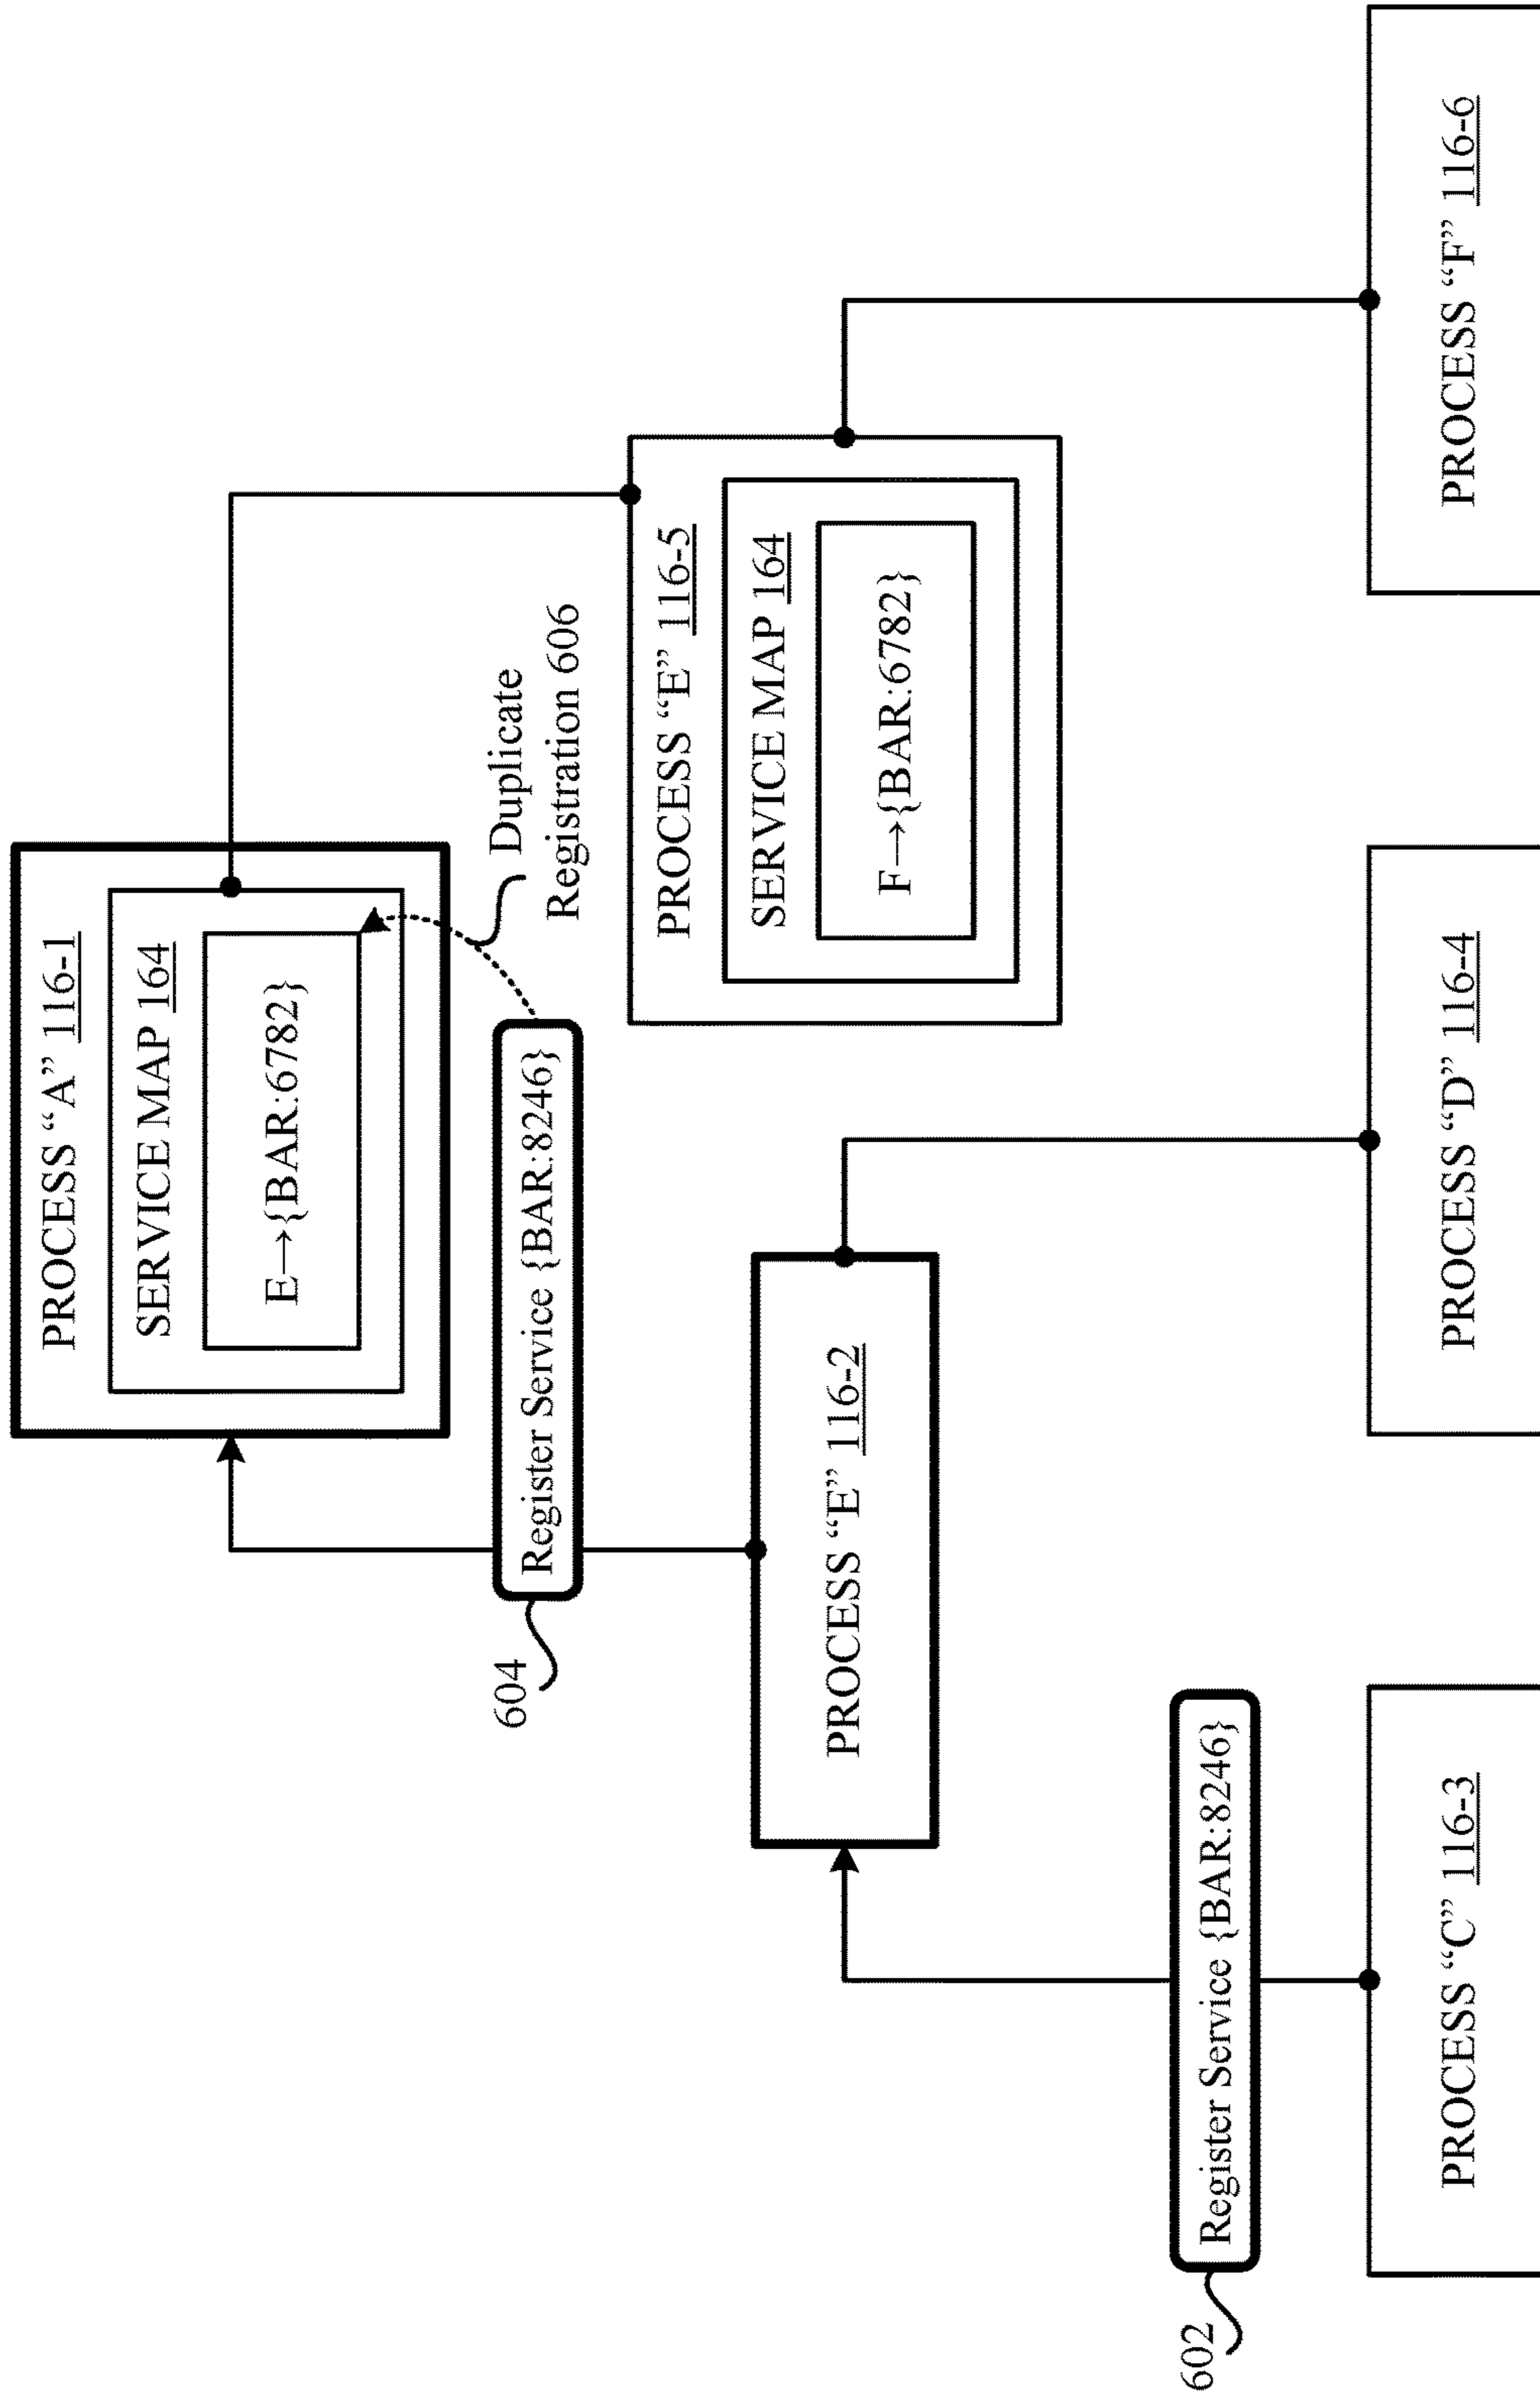 PROCESS “A” 116-1
SERVICE MAP 164
E→{BAR:6782}
Duplicate
Registration 606
604
Register Service {BAR:8246}
PROCESS “E” 116-2
PROCESS “E” 116-5
SERVICE MAP 164
F→{BAR:6782}
602
Register Service {BAR:8246}
PROCESS “C” 116-3
PROCESS “D” 116-4
PROCESS “F” 116-6